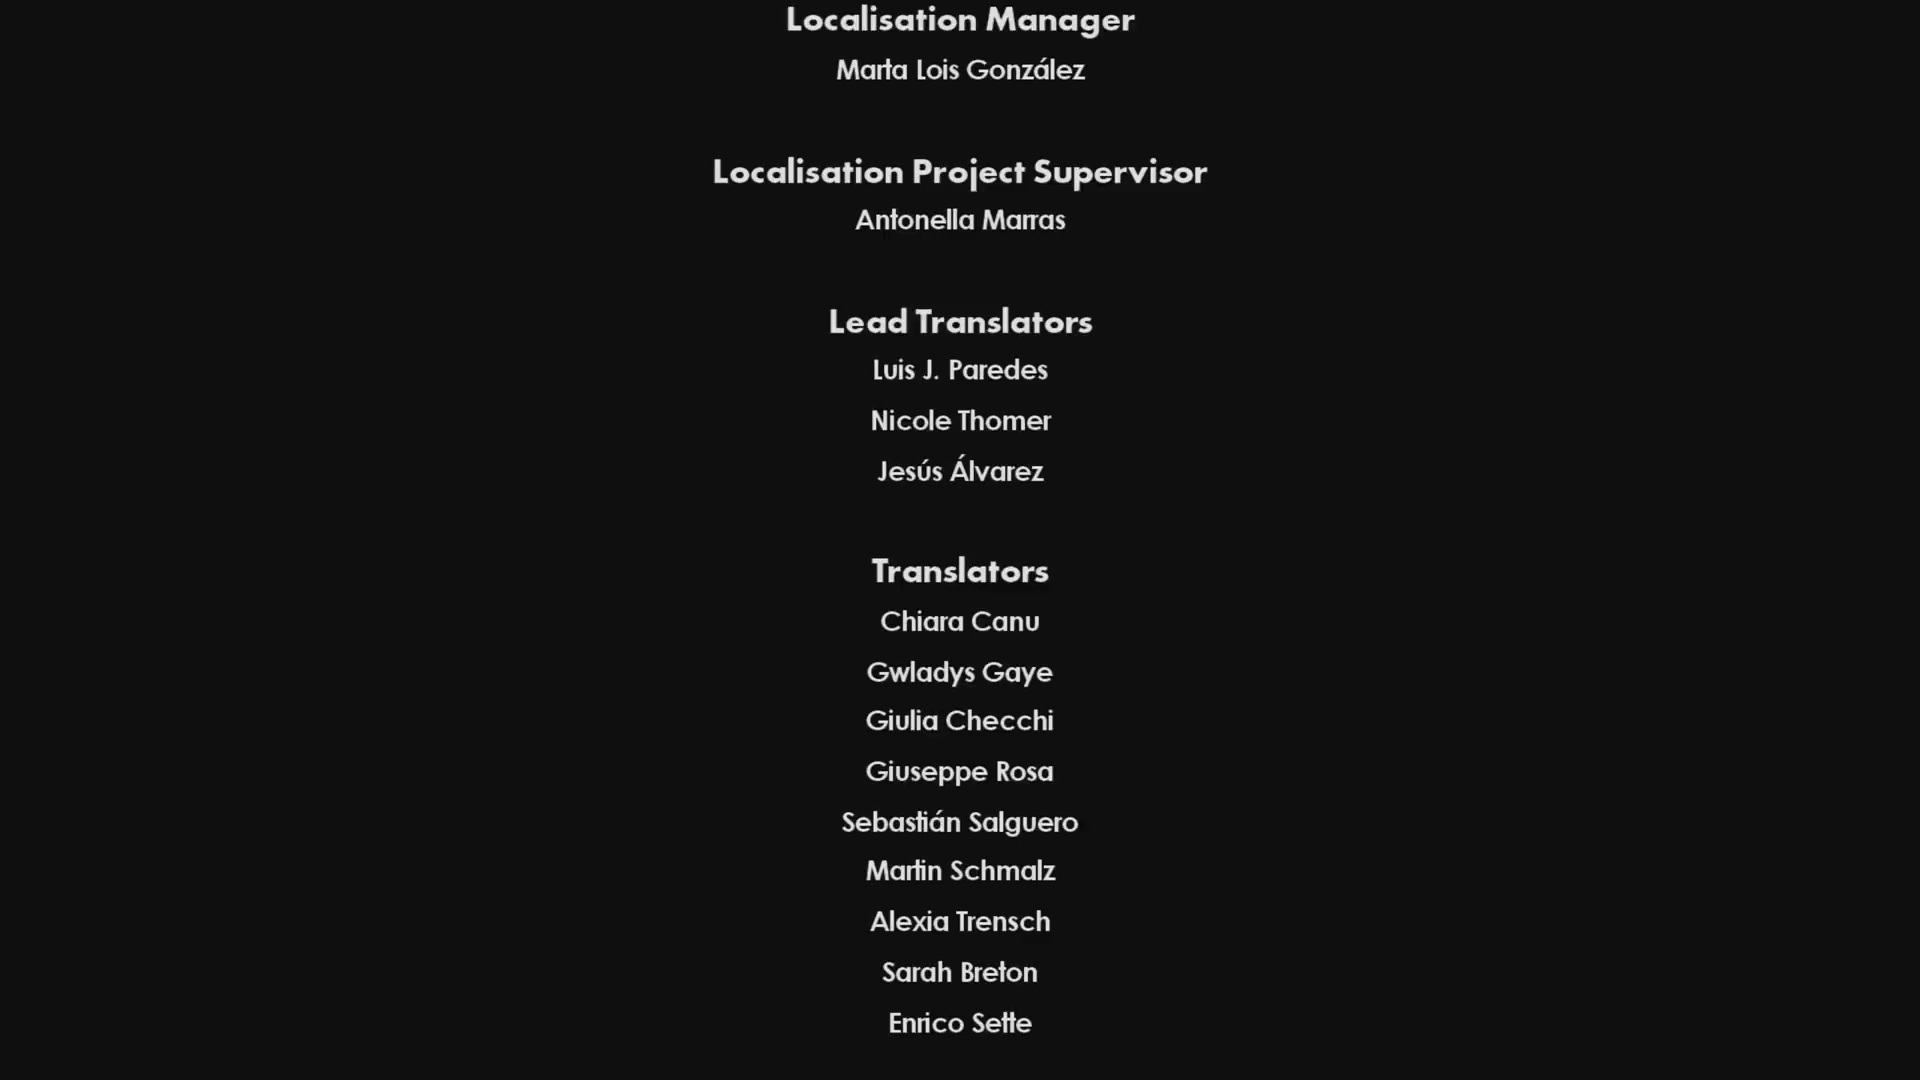 Localisation Manager
Marta Lois González
Localisation Project Supervisor
Antonella Marras
Lead Translators
Luis J. Paredes
Nicole Thomer
Jesús Álvarez
Translators
Chiara Canu
Gwladys Gaye
Giulia Checchi
Giuseppe Rosa
Sebastián Salguero
Martin Schmalz
Alexia Trensch
Sarah Breton
Enrico Sette